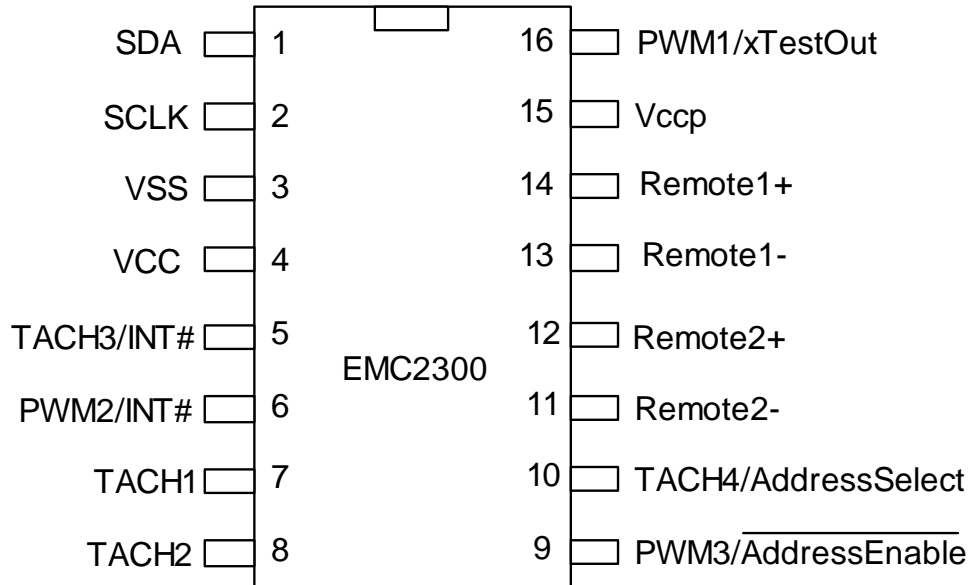 SDA 1 16 PWM1/xTestOut
SCLK 2 15 Vccp
VSS 3 14 Remote1+
VCC 4 13 Remote1-
TACH3/INT# 5 12 Remote2+
EMC2300
PWM2/INT# 6 11 Remote2-
TACH1 7 10 TACH4/AddressSelect
TACH2 8 9 PWM3/AddressEnable